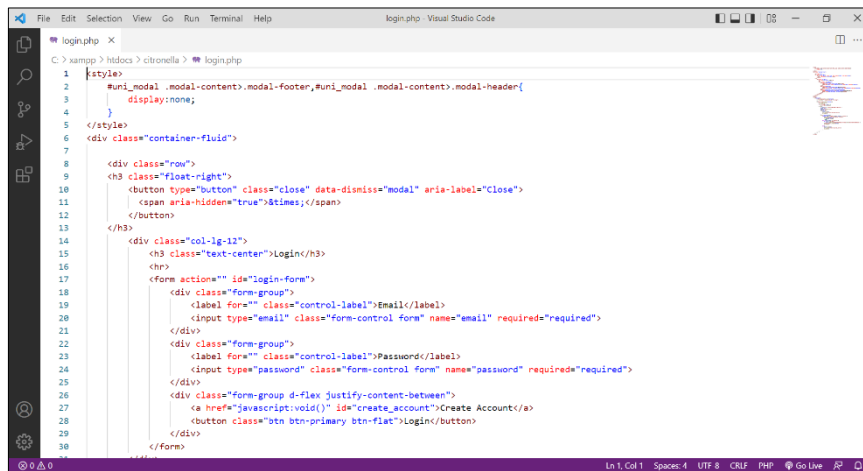 File Edit Selection View Go Run Terminal Help login.php - Visual Studio Code
login.php
C: > xampp > htdocs > citronella > login.php
1 <style>
2 #uni_modal .modal-content>.modal-footer,#uni_modal .modal-content>.modal-header{
3 display:none;
4 }
5 </style>
6 <div class="container-fluid">
7
8 <div class="row">
9 <h3 class="float-right">
10 <button type="button" class="close" data-dismiss="modal" aria-label="Close">
11 <span aria-hidden="true">&times;</span>
12 </button>
13 </h3>
14 <div class="col-lg-12">
15 <h3 class="text-center">Login</h3>
16 <hr>
17 <form action="" id="login-form">
18 <div class="form-group">
19 <label for="" class="control-label">Email</label>
20 <input type="email" class="form-control form" name="email" required="required">
21 </div>
22 <div class="form-group">
23 <label for="" class="control-label">Password</label>
24 <input type="password" class="form-control form" name="password" required="required">
25 </div>
26 <div class="form-group d-flex justify-content-between">
27 <a href="javascript:void()" id="create_account">Create Account</a>
28 <button class="btn btn-primary btn-flat">Login</button>
29 </div>
30 </form>
0 0 Ln 1, Col 1 Spaces: 4 UTF 8 CRLF PHP Go Live